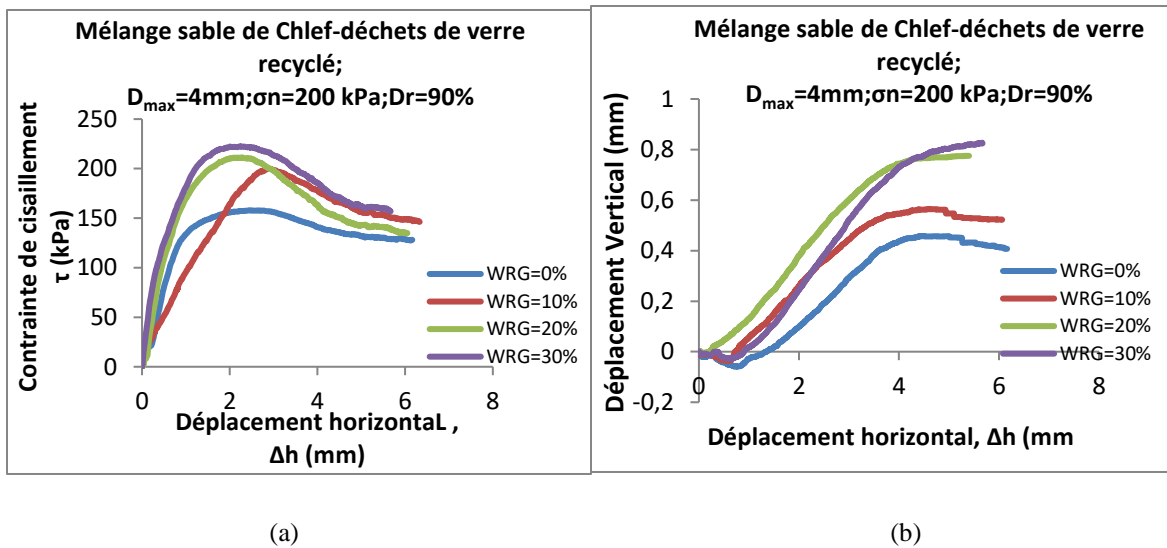 Mélange sable de Chlef-déchets de verre
recyclé;
Dmax=4mm;σn=200 kPa;Dr=90%
Contrainte de cisaillement
τ (kPa)
250
200
150
100
50
0
0 2 4 6 8
Déplacement horizontaL ,
Δh (mm)
WRG=0%
WRG=10%
WRG=20%
WRG=30%
(a)
Mélange sable de Chlef-déchets de verre
recyclé;
Dmax=4mm;σn=200 kPa;Dr=90%
Déplacement Vertical (mm)
1
0,8
0,6
0,4
0,2
0
-0,2
0 2 4 6 8
Déplacement horizontal, Δh (mm
WRG=0%
WRG=10%
WRG=20%
WRG=30%
(b)